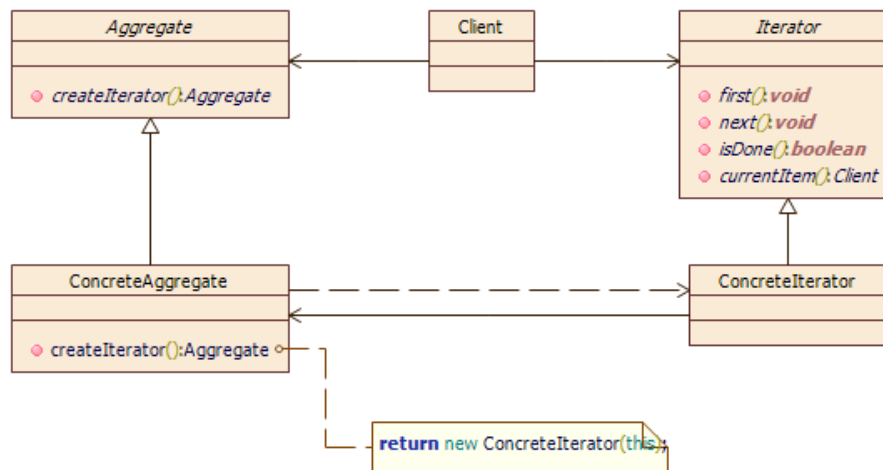 Aggregate
createIterator():Aggregate
Client
Iterator
first():void
next():void
isDone():boolean
currentItem():Client
ConcreteAggregate
createIterator():Aggregate
ConcreteIterator
return new ConcreteIterator(this);